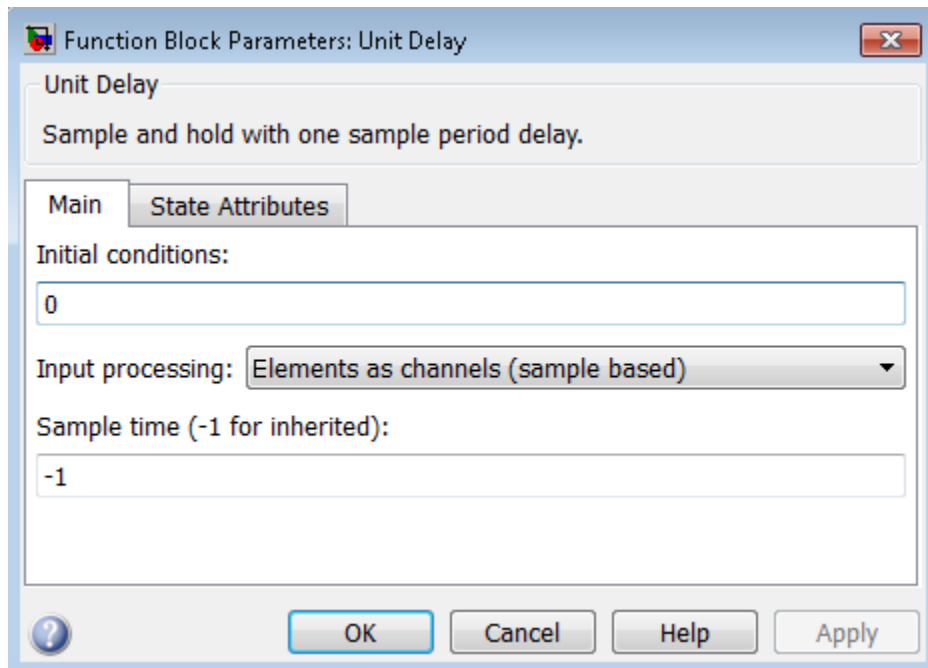 Function Block Parameters: Unit Delay
Unit Delay
Sample and hold with one sample period delay.
Main State Attributes
Initial conditions:
0
Input processing: Elements as channels (sample based)
Sample time (-1 for inherited):
-1
? OK Cancel Help Apply